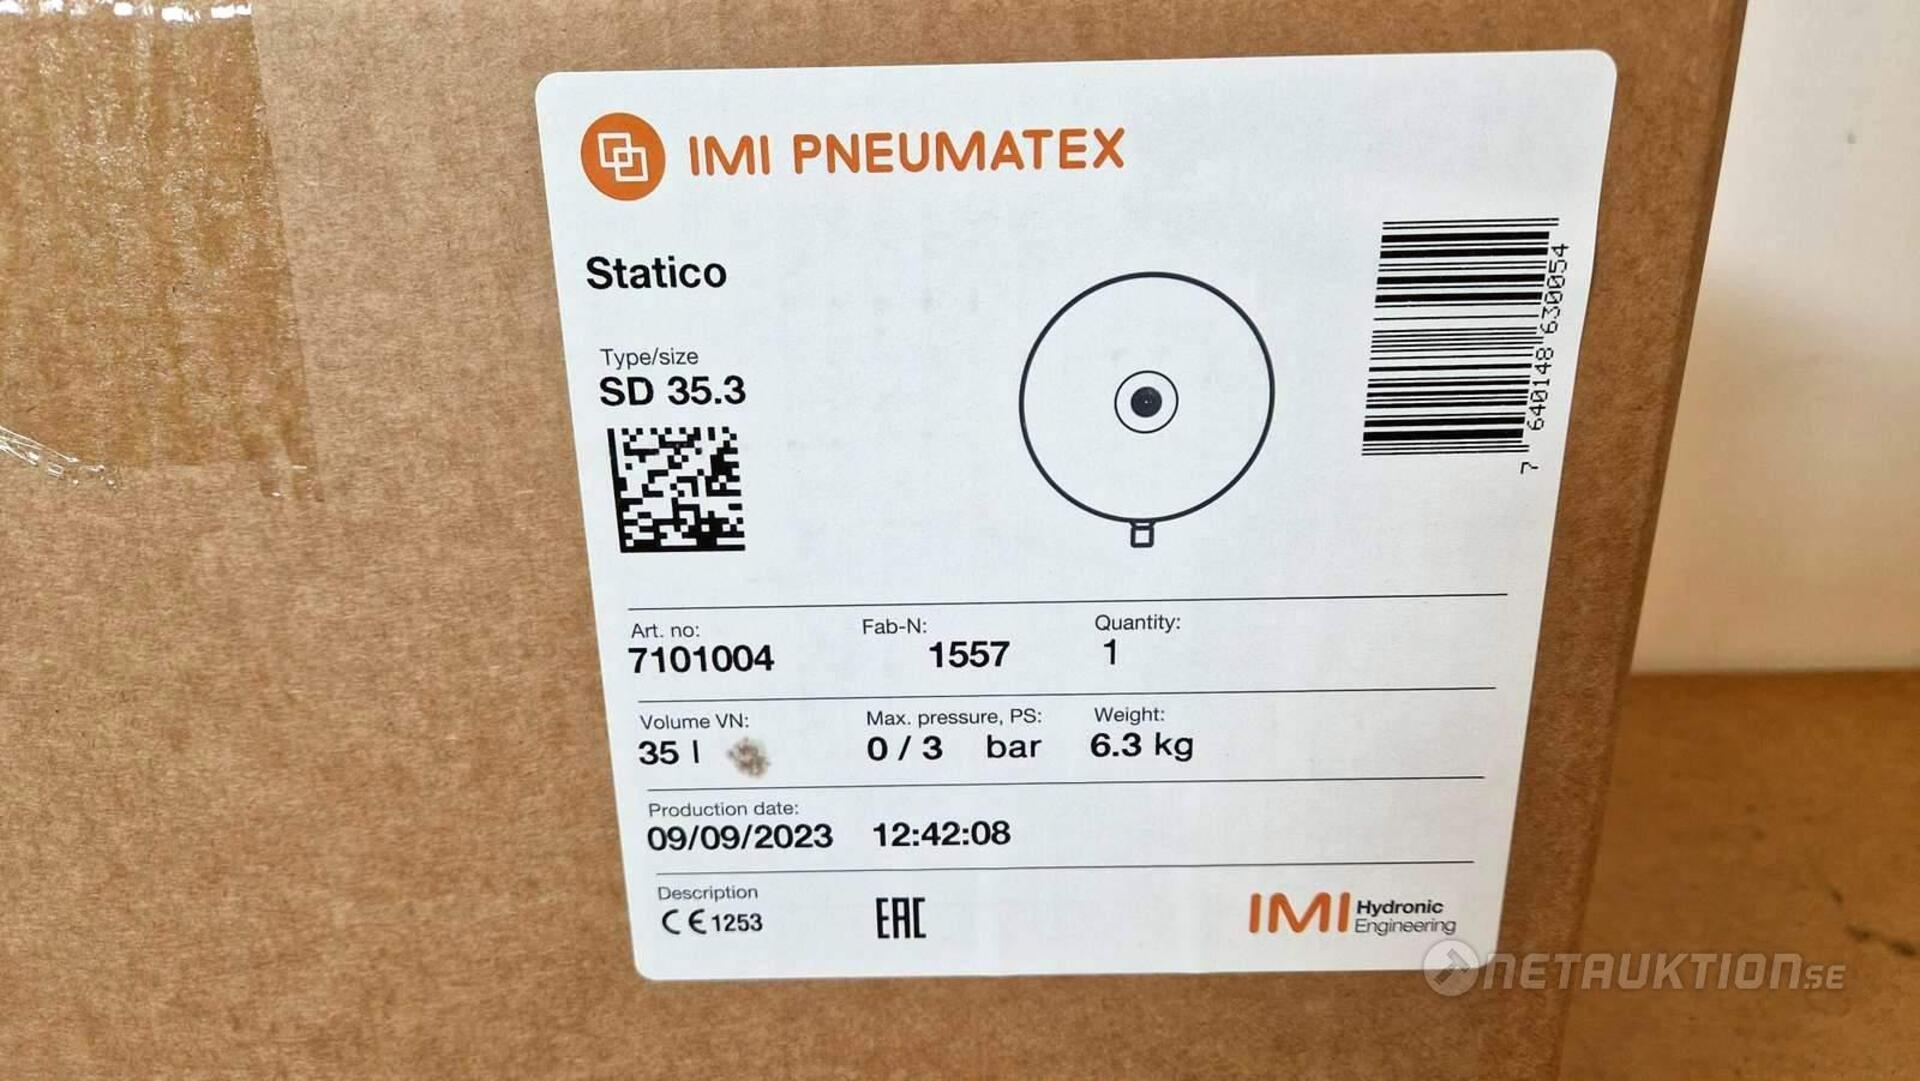 IMI PNEUMATEX
Statico
Type/size
SD 35.3
7 640148 630054
Art. no:
7101004
Fab-N:
1557
Quantity:
1
Volume VN:
35 l
Max. pressure, PS:
0 / 3 bar
Weight:
6.3 kg
Production date:
09/09/2023 12:42:08
Description
CE 1253
EAC
IMI Hydronic
Engineering
NETAUKTION.SE